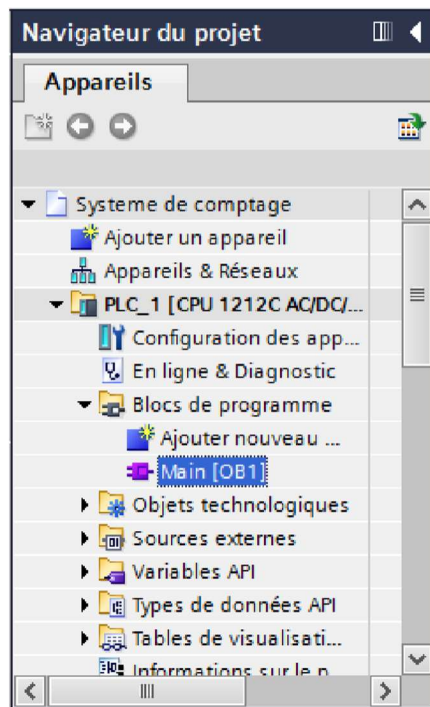 Navigateur du projet
Appareils
Systeme de comptage
Ajouter un appareil
Appareils & Réseaux
PLC_1 [CPU 1212C AC/DC/...
Configuration des app...
En ligne & Diagnostic
Blocs de programme
Ajouter nouveau ...
Main [OB1]
Objets technologiques
Sources externes
Variables API
Types de données API
Tables de visualisati...
Informations sur le p...